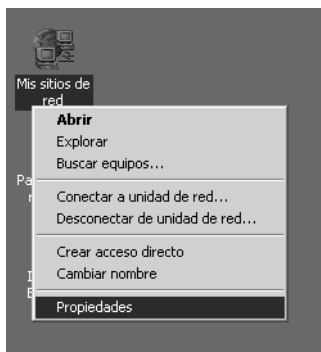 Mis sitios de
red
Abrir
Explorar
Buscar equipos...
Conectar a unidad de red...
Desconectar de unidad de red...
Crear acceso directo
Cambiar nombre
Propiedades